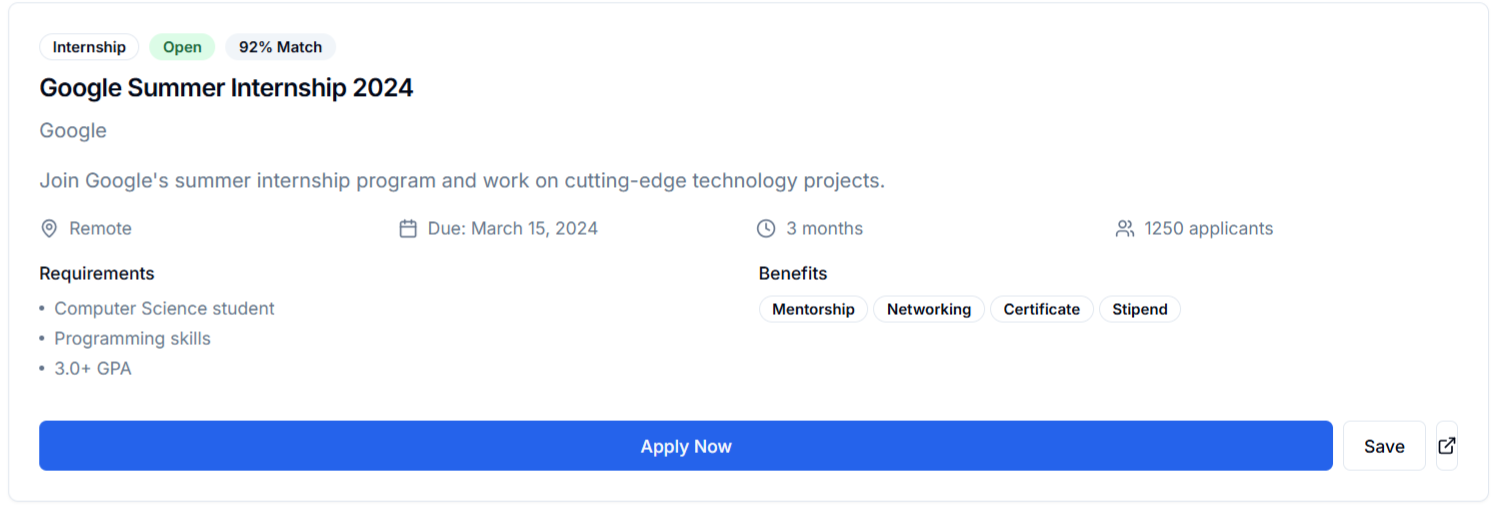 Internship Open 92% Match
Google Summer Internship 2024
Google
Join Google's summer internship program and work on cutting-edge technology projects.
Remote Due: March 15, 2024 3 months 1250 applicants
Requirements
• Computer Science student
• Programming skills
• 3.0+ GPA
Benefits
Mentorship Networking Certificate Stipend
Apply Now Save